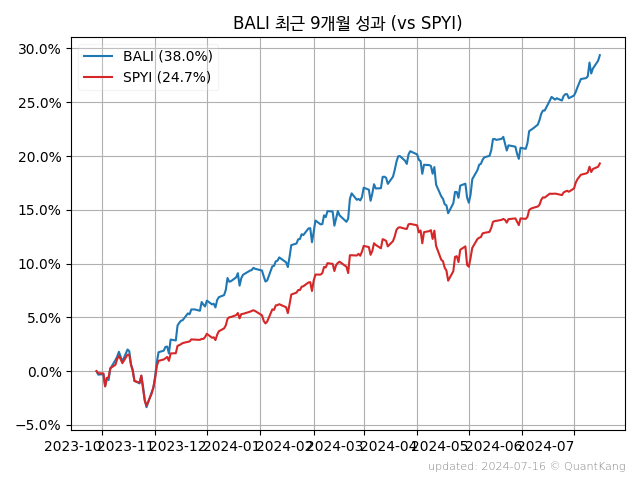 BALI 최근 9개월 성과 (vs SPYI)
BALI (38.0%)
SPYI (24.7%)
30.0%
25.0%
20.0%
15.0%
10.0%
5.0%
0.0%
−5.0%
2023-10 2023-11 2023-12 2024-01 2024-02 2024-03 2024-04 2024-05 2024-06 2024-07
updated: 2024-07-16 © QuantKang